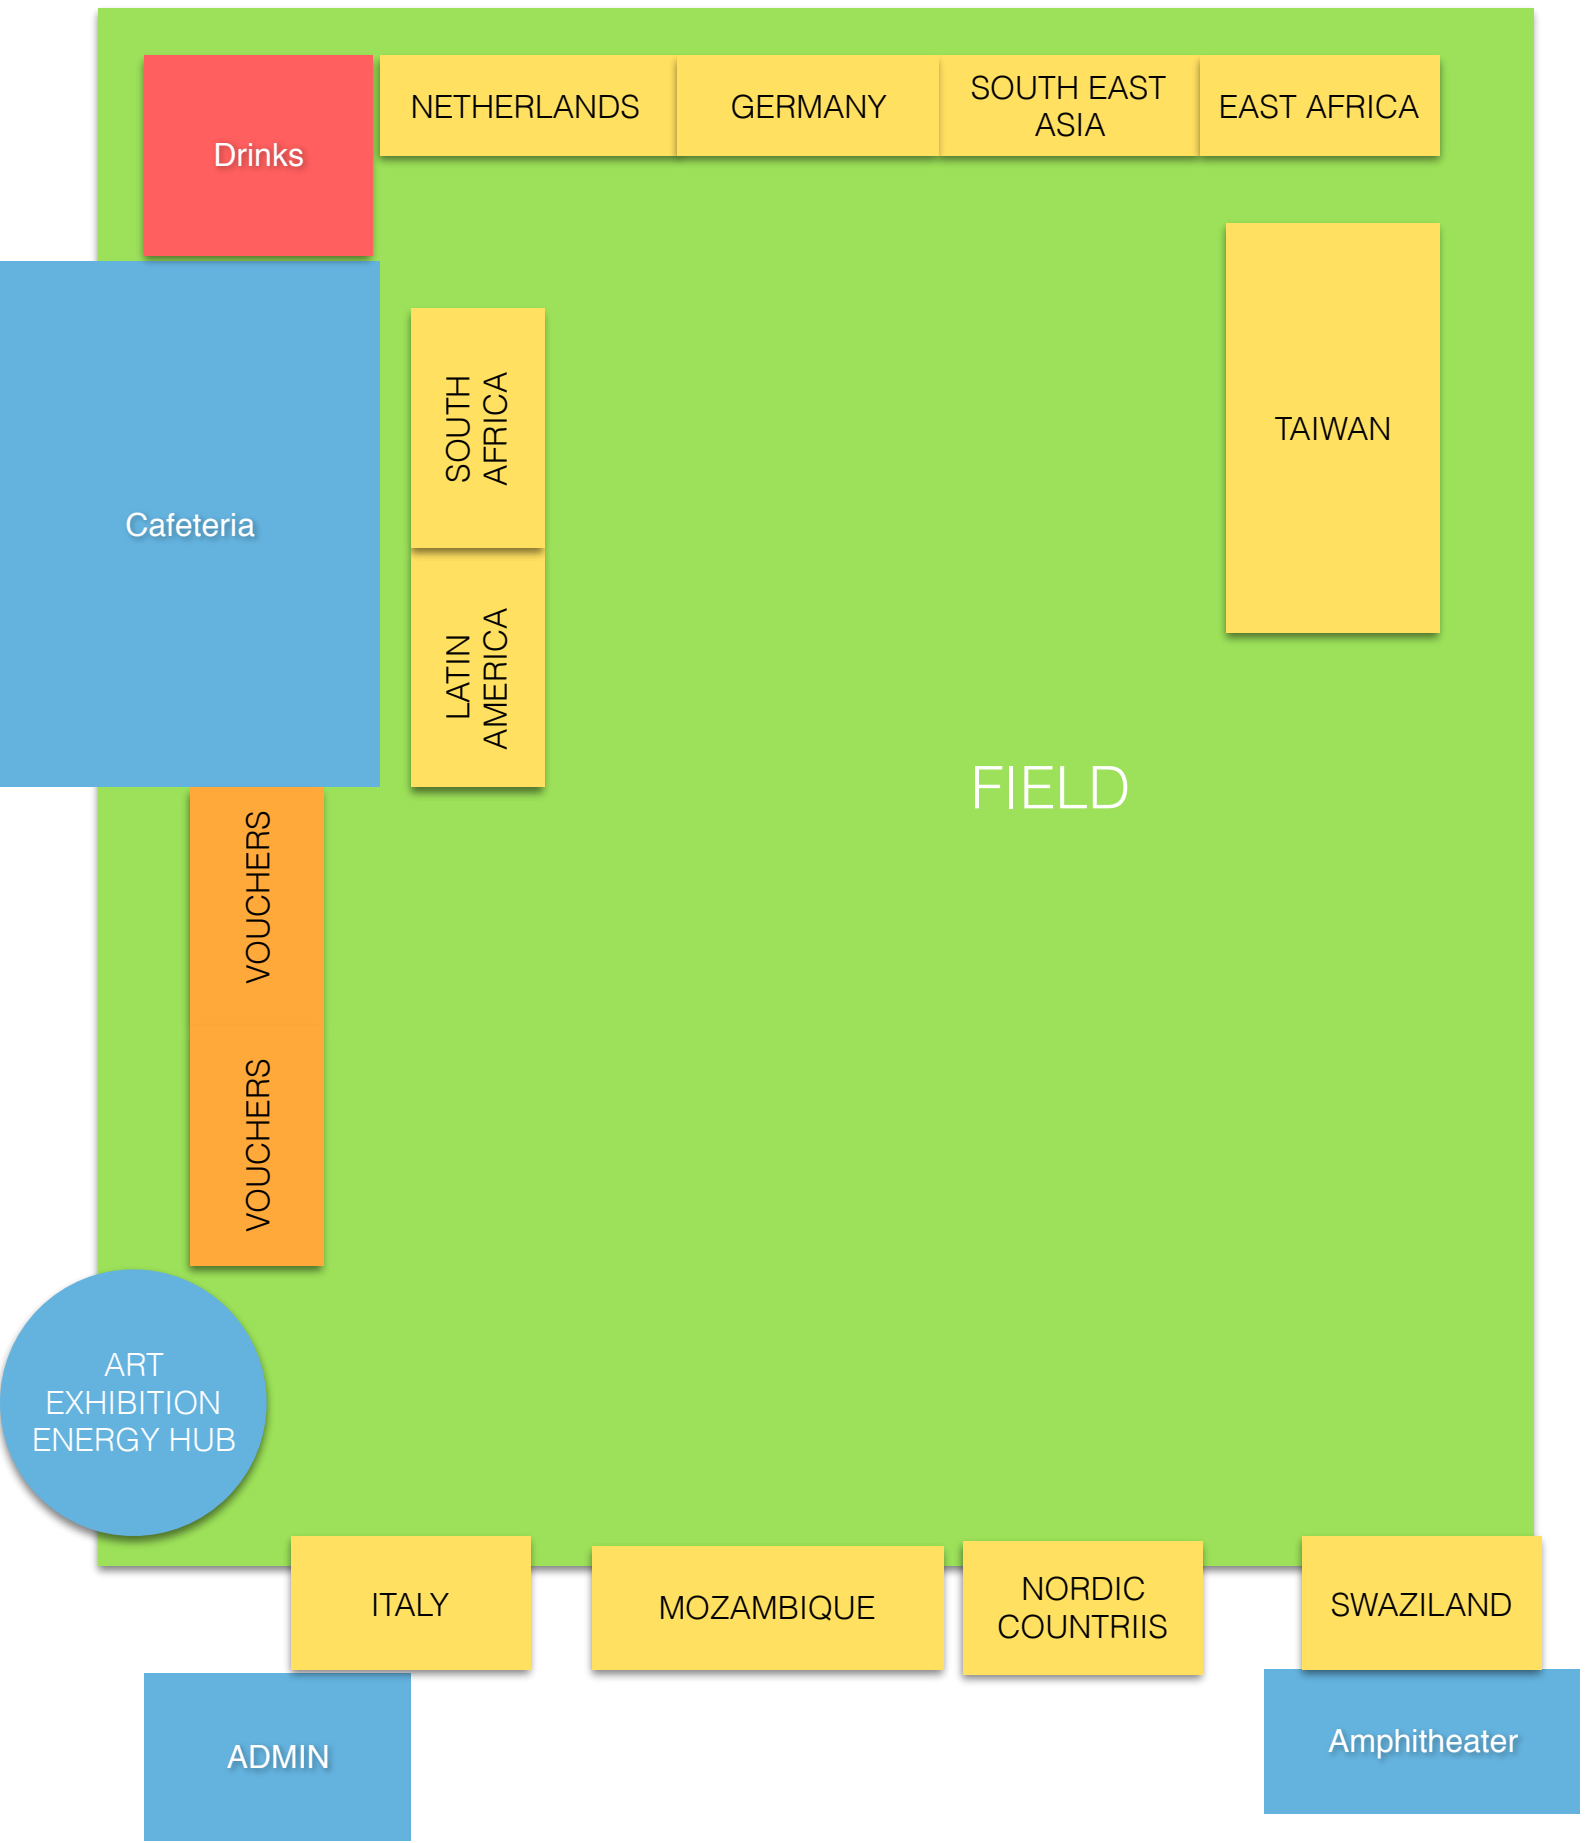 Drinks
NETHERLANDS
GERMANY
SOUTH EAST
ASIA
EAST AFRICA
TAIWAN
SOUTH
AFRICA
Cafeteria
LATIN
AMERICA
FIELD
VOUCHERS
VOUCHERS
ART
EXHIBITION
ENERGY HUB
ITALY
MOZAMBIQUE
NORDIC
COUNTRIIS
SWAZILAND
ADMIN
Amphitheater